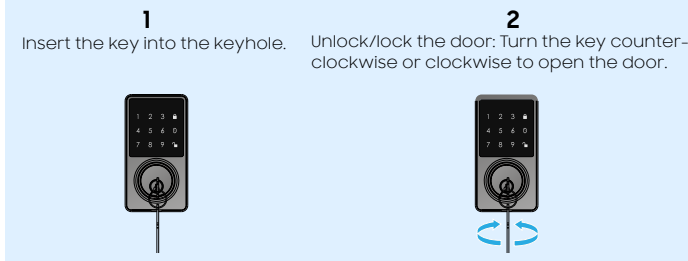 1
Insert the key into the keyhole.
2
Unlock/lock the door: Turn the key counter-
clockwise or clockwise to open the door.
1 2 3
4 5 6 0
7 8 9
1 2 3
4 5 6 0
7 8 9